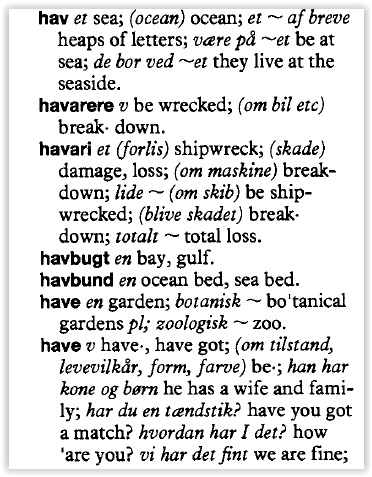 hav et sea; (ocean) ocean; et ~ af breve
heaps of letters; være på ~et be at
sea; de bor ved ~et they live at the
seaside.
havarere v be wrecked; (om bil etc)
break· down.
havari et (forlis) shipwreck; (skade)
damage, loss; (om maskine) break-
down; lide ~ (om skib) be ship-
wrecked; (blive skadet) break·
down; totalt ~ total loss.
havbugt en bay, gulf.
havbund en ocean bed, sea bed.
have en garden; botanisk ~ bo'tanical
gardens pl; zoologisk ~ zoo.
have v have·, have got; (om tilstand,
levevilkår, form, farve) be·; han har
kone og børn he has a wife and fami-
ly; har du en tændstik? have you got
a match? hvordan har I det? how
'are you? vi har det fint we are fine;